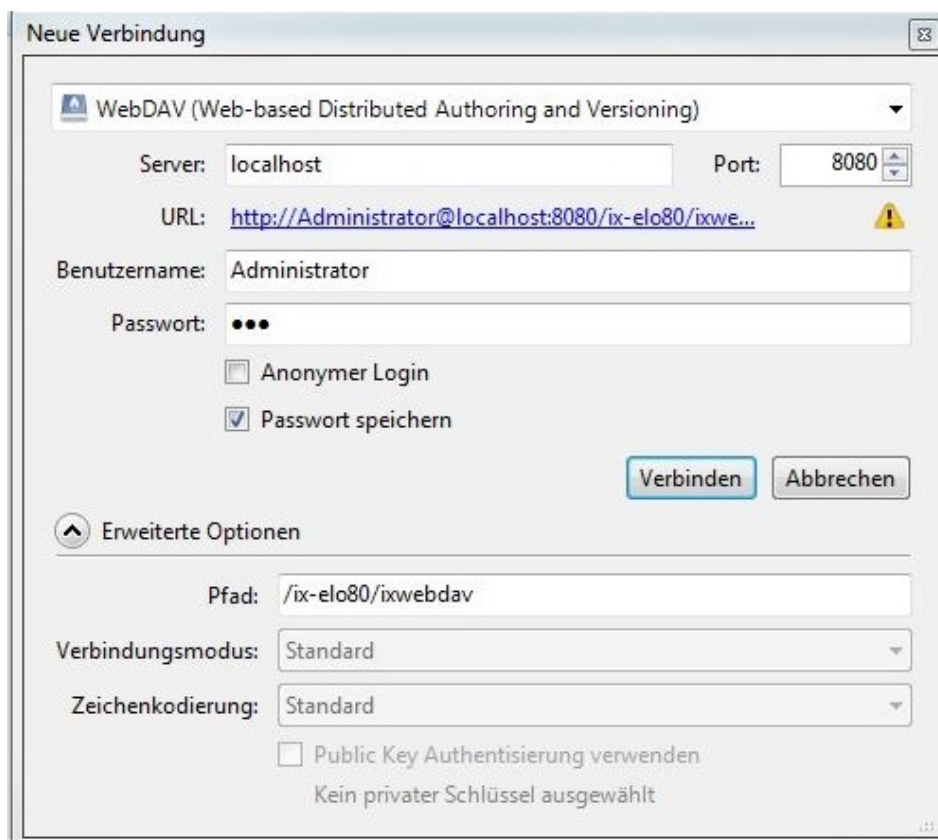 Neue Verbindung
WebDAV (Web-based Distributed Authoring and Versioning)
Server: localhost Port: 8080
URL: http://Administrator@localhost:8080/ix-elo80/ixwe...
Benutzername: Administrator
Passwort: •••
Anonymer Login
Passwort speichern
Verbinden Abbrechen
Erweiterte Optionen
Pfad: /ix-elo80/ixwebdav
Verbindungsmodus: Standard
Zeichenkodierung: Standard
Public Key Authentisierung verwenden
Kein privater Schlüssel ausgewählt